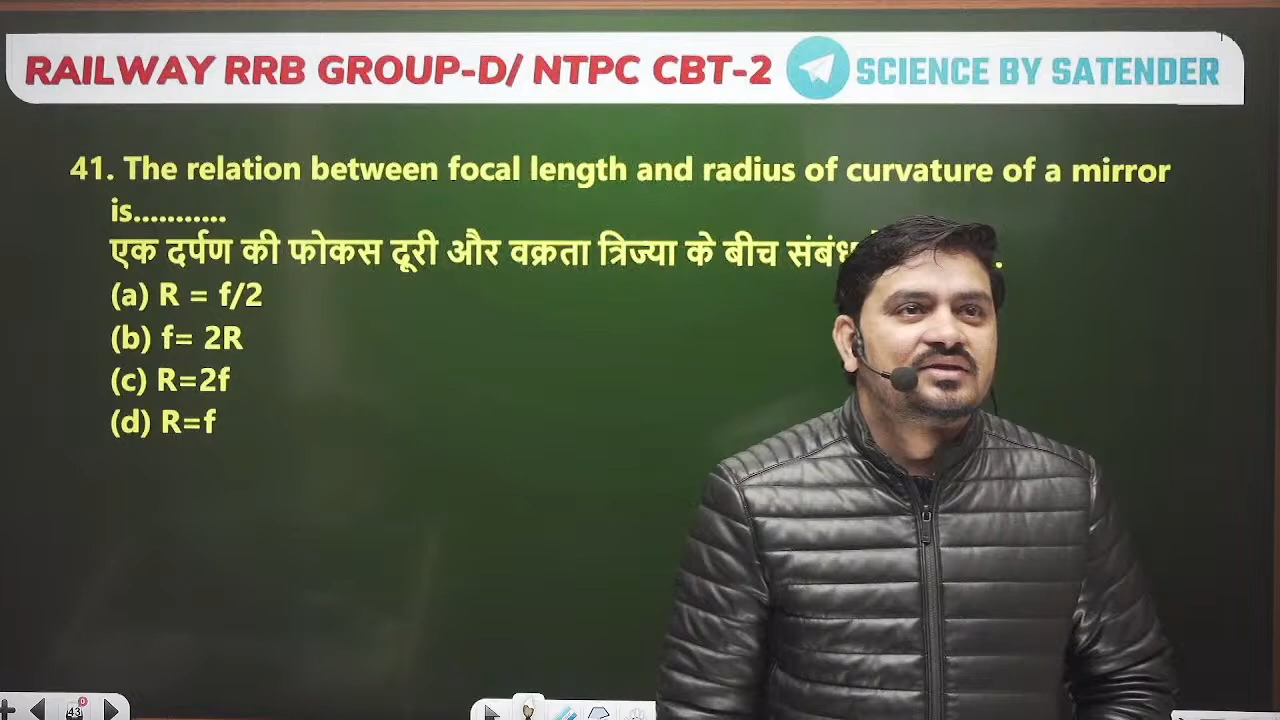 RAILWAY RRB GROUP-D/ NTPC CBT-2 SCIENCE BY SATENDER
41. The relation between focal length and radius of curvature of a mirror
is...........
एक दर्पण की फोकस दूरी और वक्रता त्रिज्या के बीच
(a) R = f/2
(b) f= 2R
(c) R=2f
(d) R=f
43